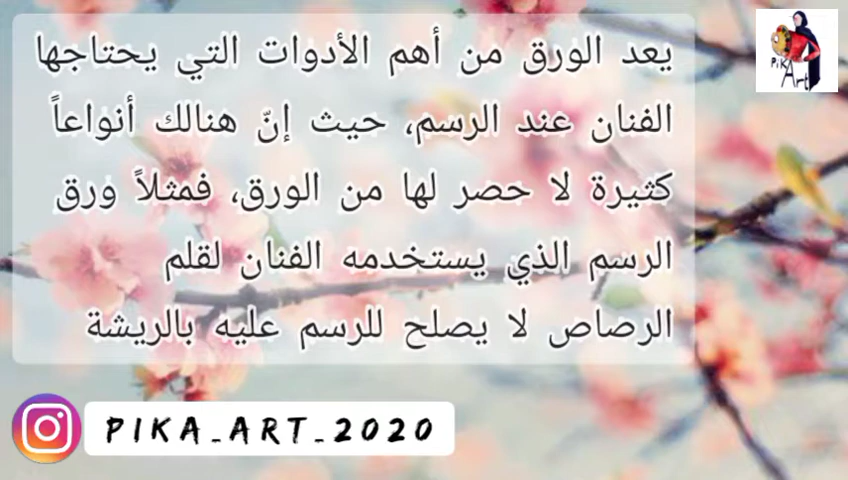 يعد الورق من أهم الأدوات التي يحتاجها
الفنان عند الرسم، حيث إنّ هنالك أنواعاً
كثيرة لا حصر لها من الورق، فمثلاً ورق
الرسم الذي يستخدمه الفنان لقلم
الرصاص لا يصلح للرسم عليه بالريشة
PiKA
Art
PIKA_ART_2020